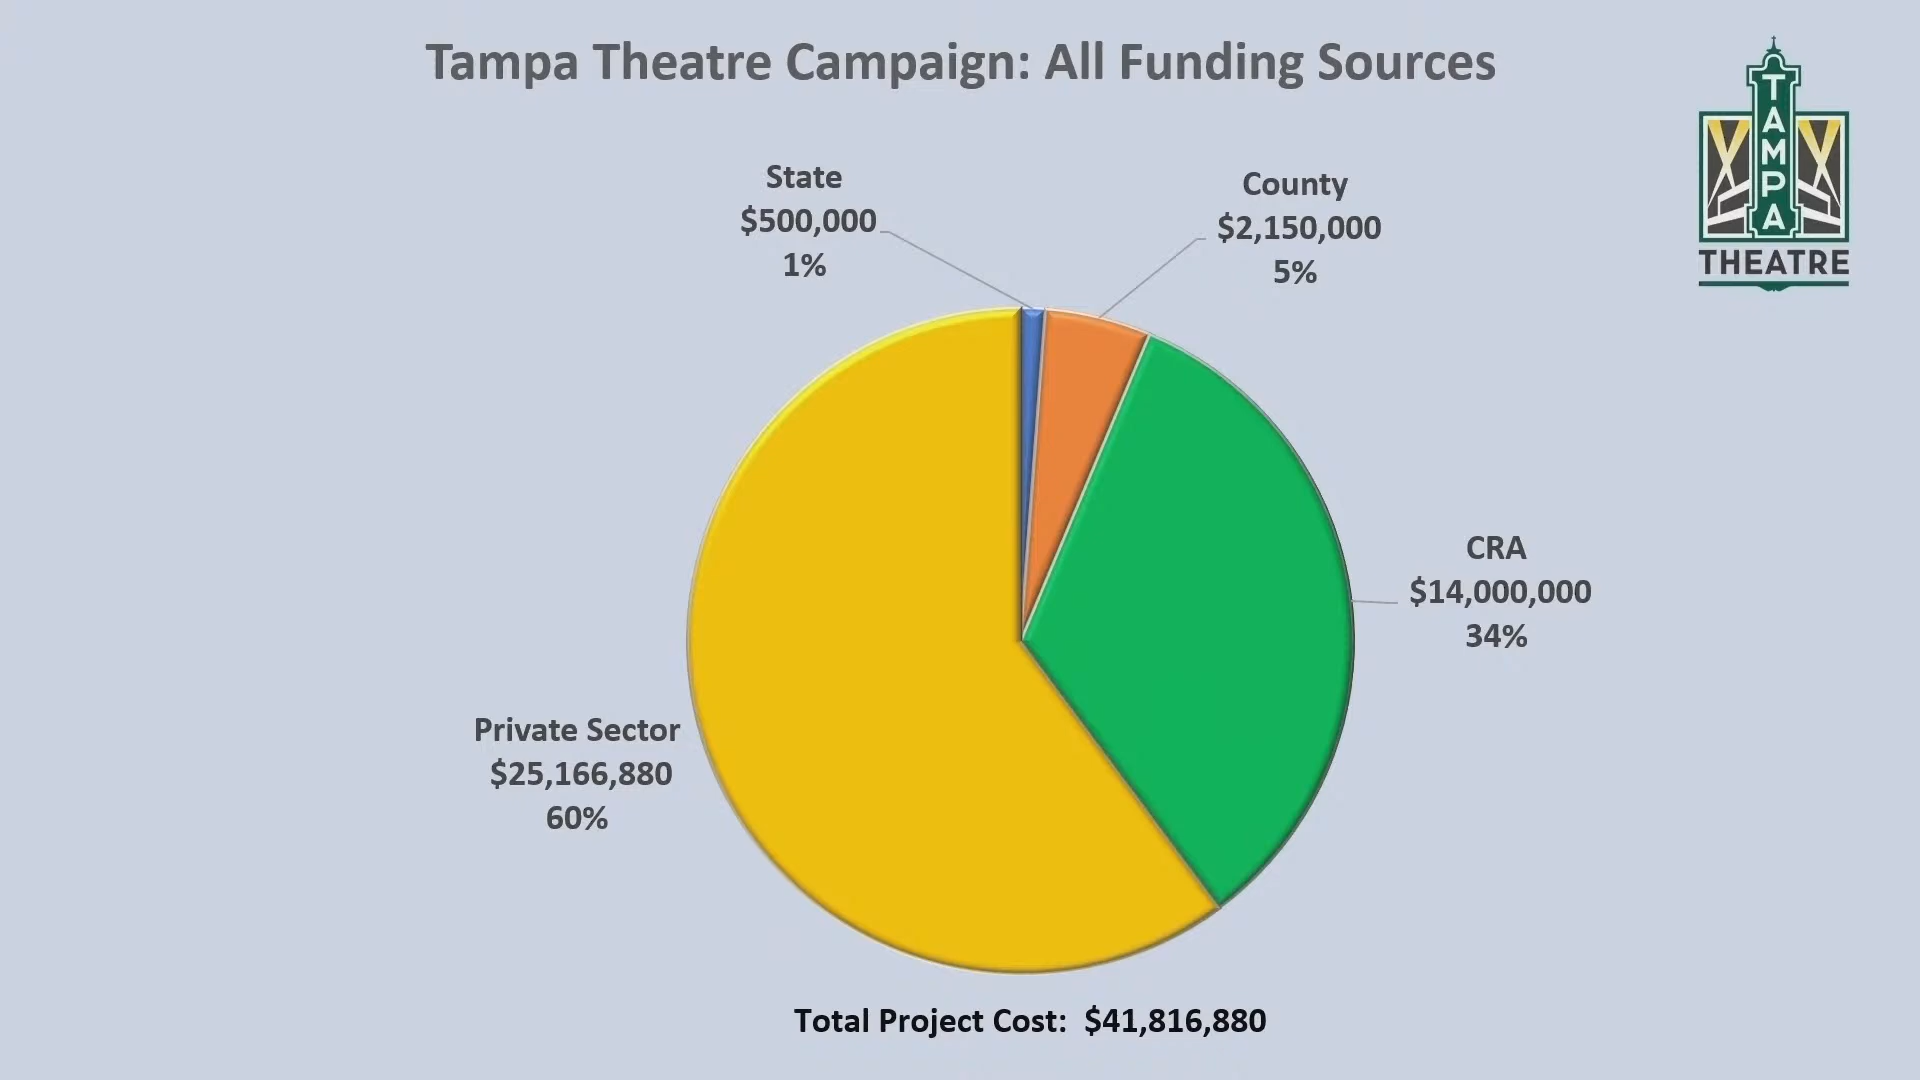 Tampa Theatre Campaign: All Funding Sources
TAMPA
THEATRE
State
$500,000
1%
County
$2,150,000
5%
CRA
$14,000,000
34%
Private Sector
$25,166,880
60%
Total Project Cost: $41,816,880